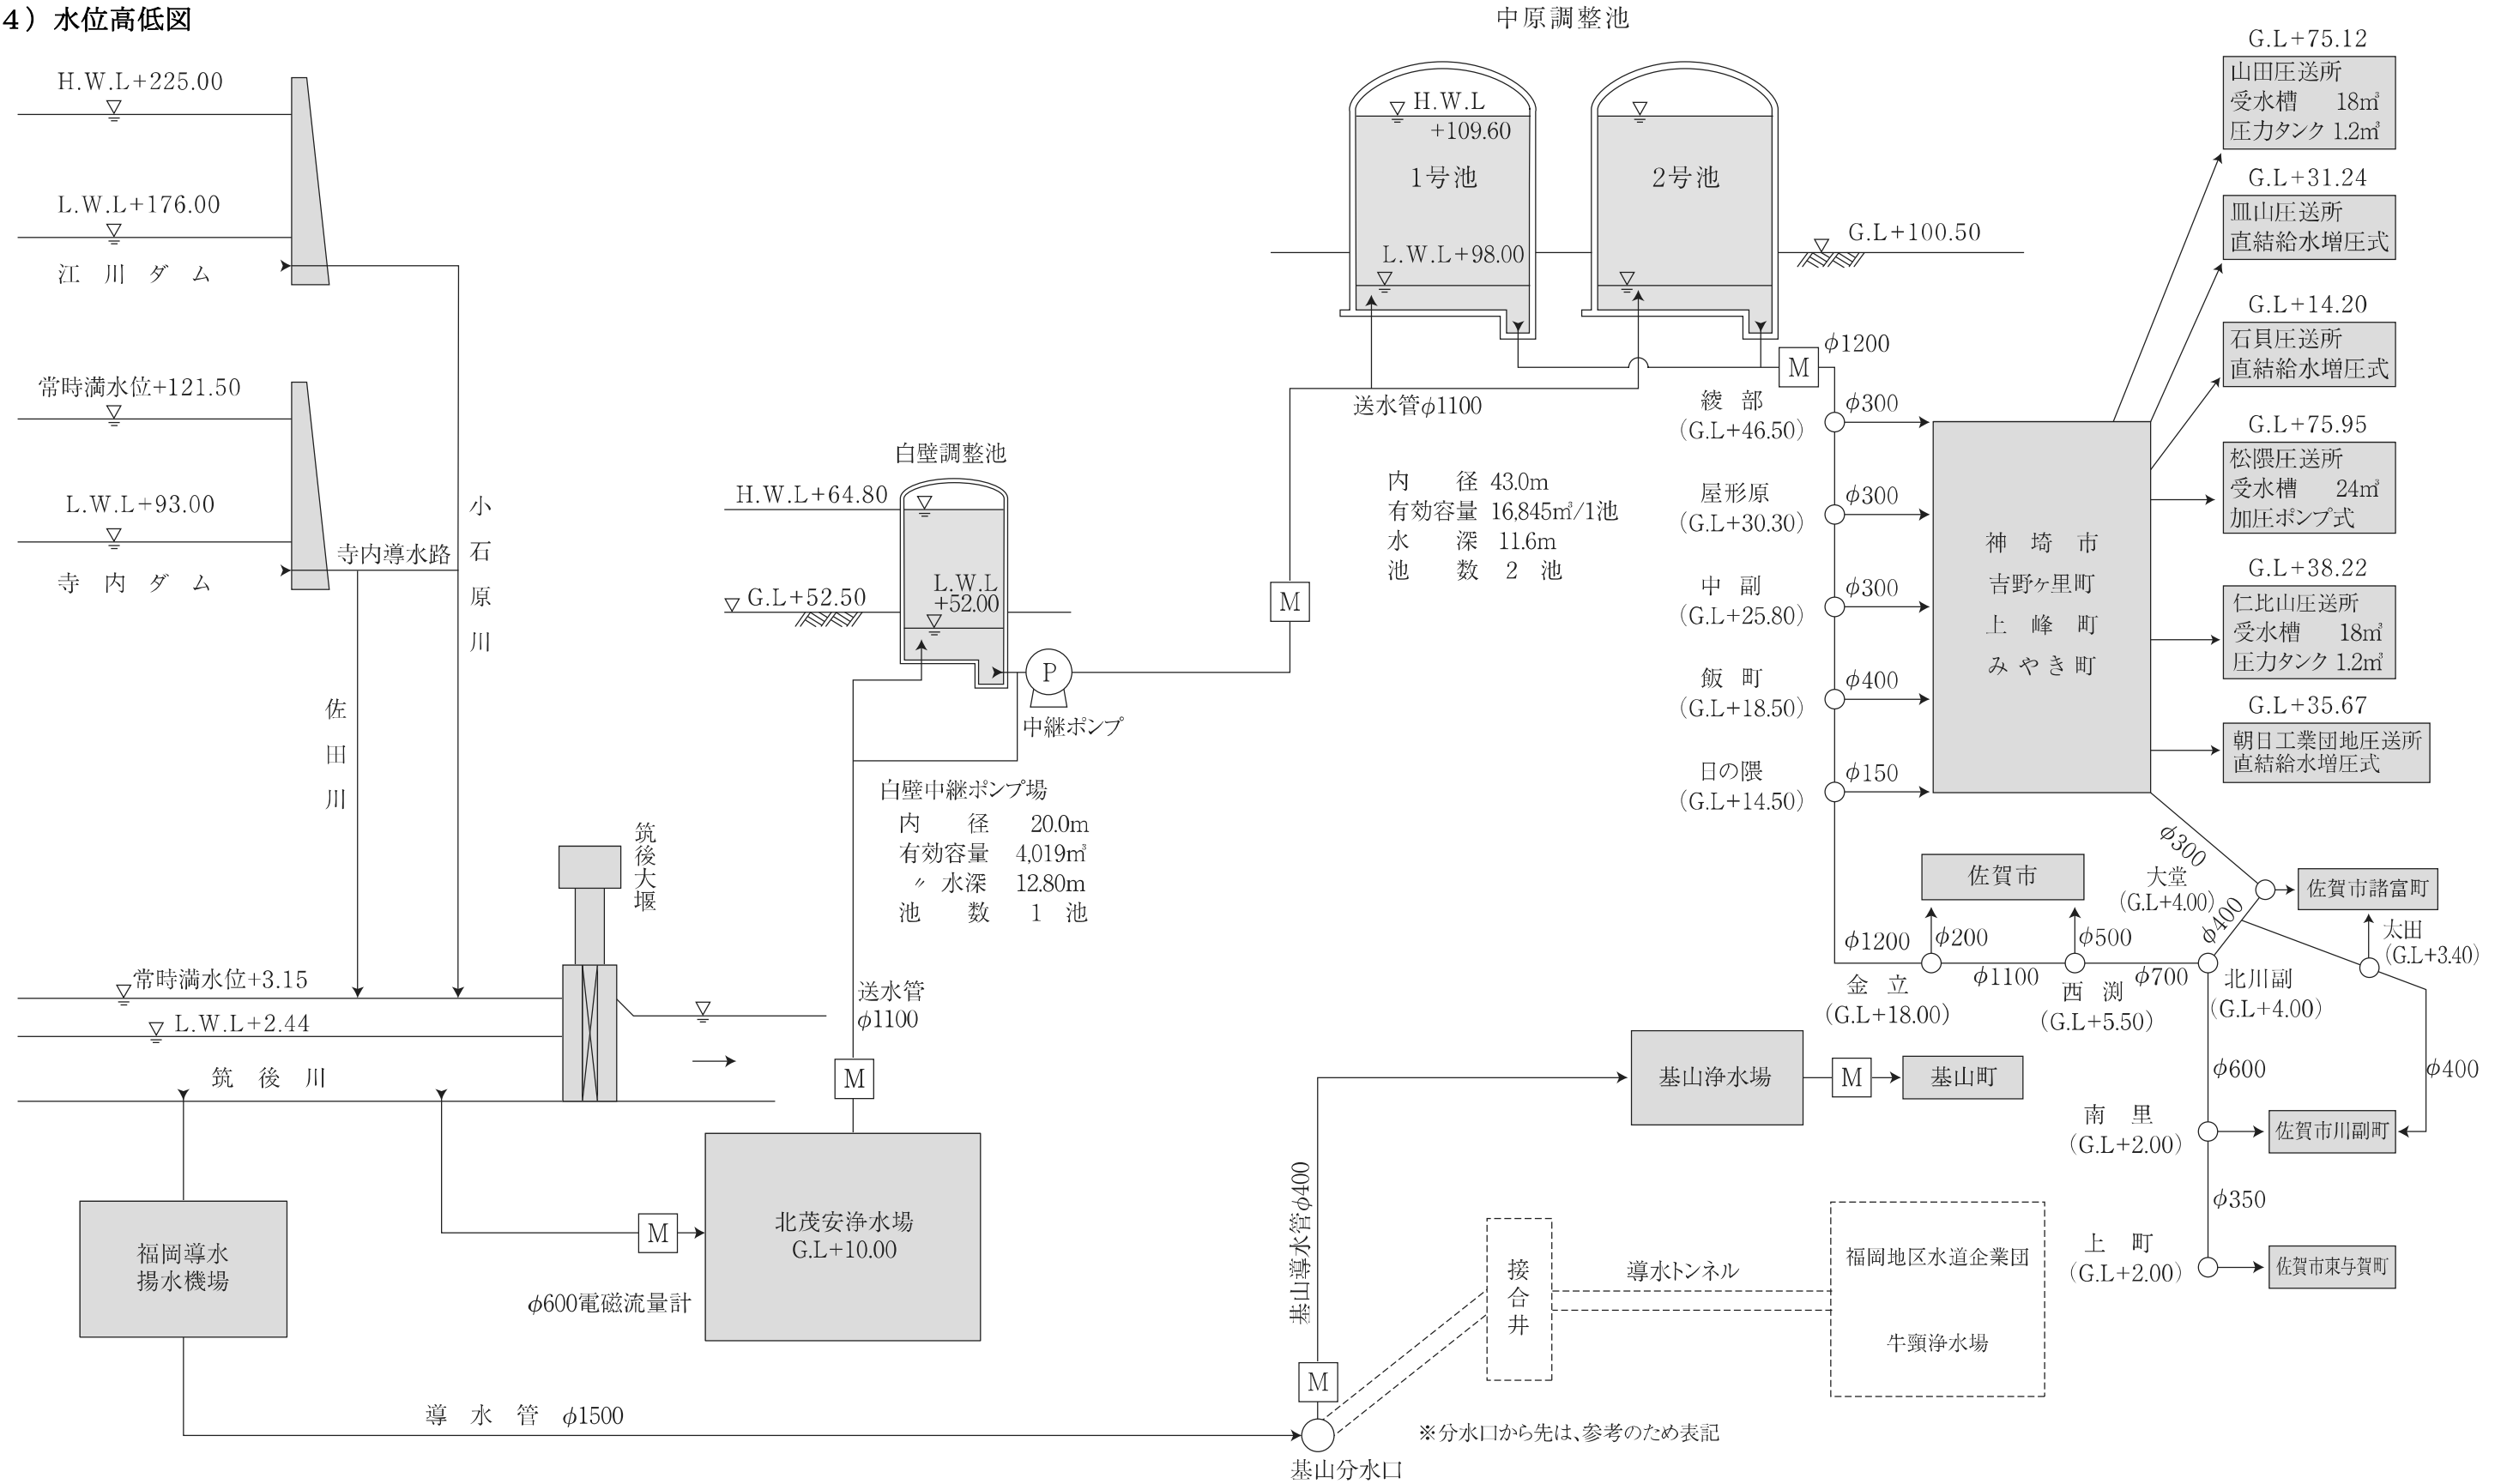 ４）水位高低図
H.W.L+225.00
L.W.L+176.00
江　川　ダ　ム
常時満水位+121.50
L.W.L+93.00
寺　内　ダ　ム
寺内導水路
小石原川
佐田川
筑後大堰
常時満水位+3.15
L.W.L+2.44
筑　後　川
福岡導水
揚水機場
M
φ600電磁流量計
北茂安浄水場
G.L+10.00
導　水　管　φ1500
M
送水管
φ1100
白壁調整池
H.W.L+64.80
G.L+52.50
L.W.L
+52.00
P
中継ポンプ
白壁中継ポンプ場
内　　径　20.0m
有効容量　4,019㎥
〃 水深　12.80m
池　　数　1　池
M
中原調整池
H.W.L
+109.60
1号池
2号池
L.W.L+98.00
G.L+100.50
送水管φ1100
M
φ1200
内　　径 43.0m
有効容量 16,845㎥/1池
水　　深 11.6m
池　　数 2　池
綾　部
(G.L+46.50)
φ300
屋形原
(G.L+30.30)
φ300
中　副
(G.L+25.80)
φ300
飯　町
(G.L+18.50)
φ400
日の隈
(G.L+14.50)
φ150
神　埼　市
吉野ヶ里町
上　峰　町
みやき町
G.L+75.12
山田圧送所
受水槽　18㎥
圧力タンク 1.2㎥
G.L+31.24
皿山圧送所
直結給水増圧式
G.L+14.20
石貝圧送所
直結給水増圧式
G.L+75.95
松隈圧送所
受水槽　24㎥
加圧ポンプ式
G.L+38.22
仁比山圧送所
受水槽　18㎥
圧力タンク 1.2㎥
G.L+35.67
朝日工業団地圧送所
直結給水増圧式
φ300
佐賀市
大堂
(G.L+4.00)
佐賀市諸富町
φ400
太田
(G.L+3.40)
φ1200
φ200
φ500
φ1100
φ700
金　立
(G.L+18.00)
西　渕
(G.L+5.50)
北川副
(G.L+4.00)
φ600
φ400
南　里
(G.L+2.00)
佐賀市川副町
φ350
上　町
(G.L+2.00)
佐賀市東与賀町
基山浄水場
M
基山町
基山導水管φ400
M
基山分水口
接合井
導水トンネル
福岡地区水道企業団
牛頸浄水場
※分水口から先は、参考のため表記